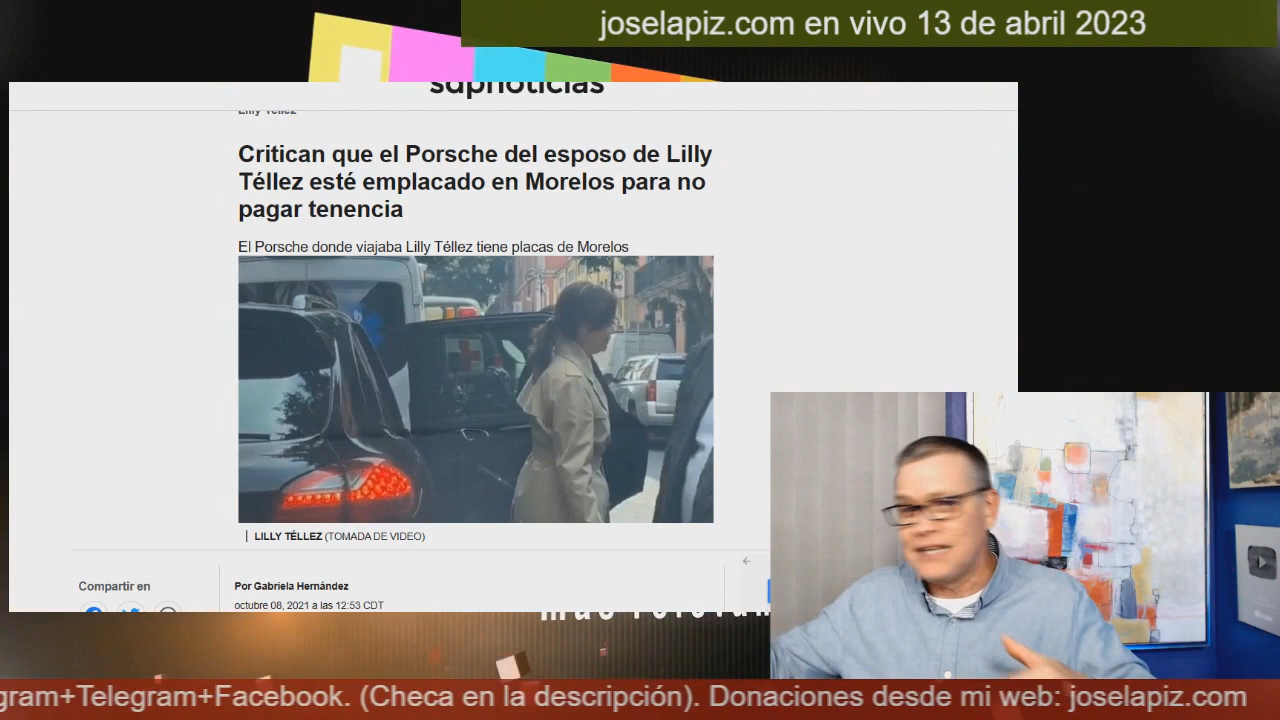 joselapiz.com en vivo 13 de abril 2023
sdpnoticias
Lilly Téllez
Critican que el Porsche del esposo de Lilly
Téllez esté emplacado en Morelos para no
pagar tenencia
El Porsche donde viajaba Lilly Téllez tiene placas de Morelos
| LILLY TÉLLEZ (TOMADA DE VIDEO)
Compartir en
Por Gabriela Hernández
octubre 08, 2021 a las 12:53 CDT
gram+Telegram+Facebook. (Checa en la descripción). Donaciones desde mi web: joselapiz.com